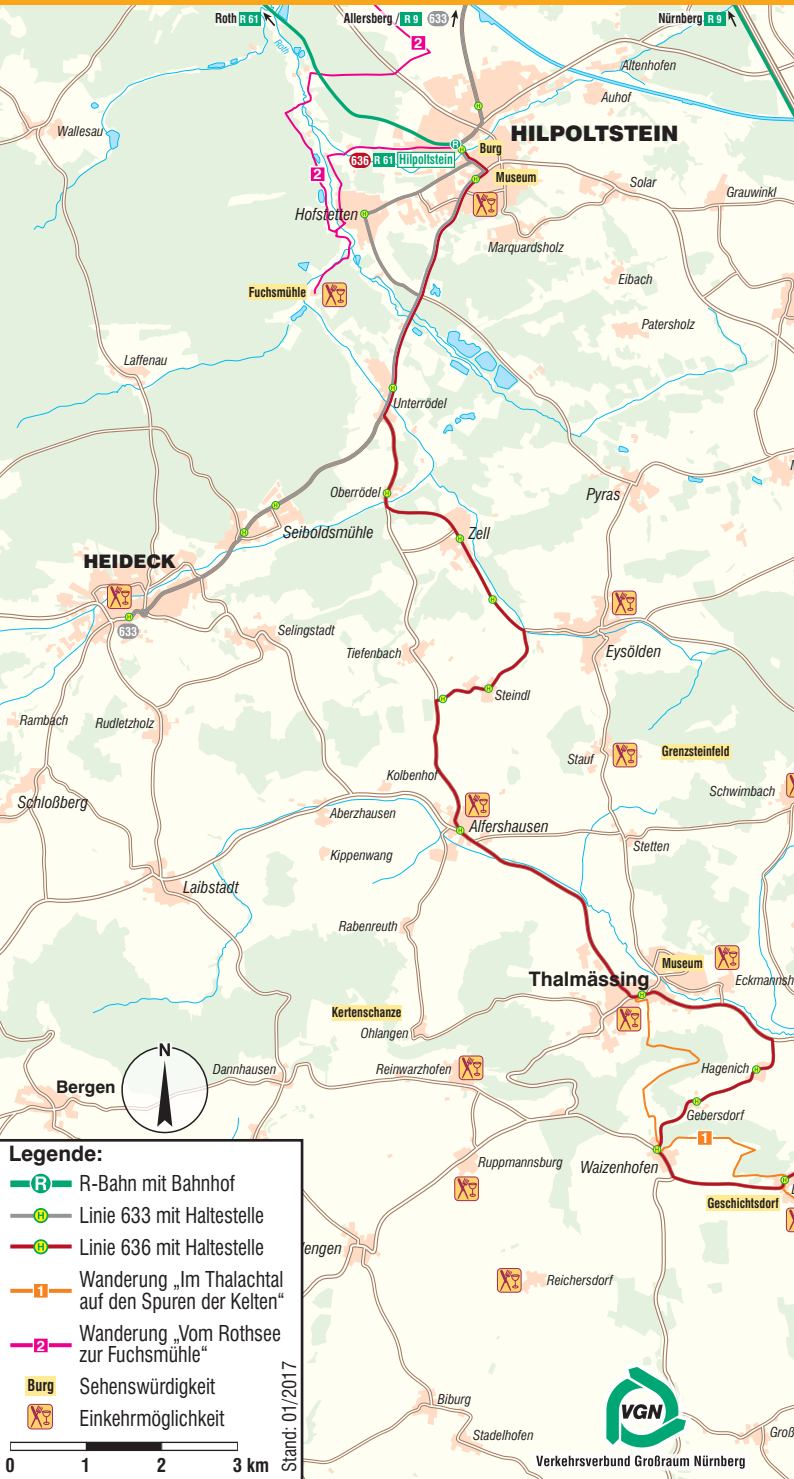 Roth R 61
Allersberg R 9 633
Nürnberg R 9
2
Roth
Altenhofen
Auhof
Wallesau
HILPOLTSTEIN
R
Burg
636 R 61 Hilpoltstein
Museum
2
Solar
Grauwinkl
Hofstetten
Marquardsholz
Eibach
Fuchsmühle
Patersholz
Laffenau
Unterrödel
Oberrödel
Pyras
Seiboldsmühle
Zell
HEIDECK
633
Selingstadt
Tiefenbach
Eysölden
Steindl
Rambach
Rudletzholz
Stauf
Grenzsteinfeld
Kolbenhof
Schwimbach
Schloßberg
Aberzhausen
Alfershausen
Kippenwang
Stetten
Laibstadt
Rabenreuth
Museum
Thalmässing
Eckmannsh
Kertenschanze
Ohlangen
N
Bergen
Dannhausen
Reinwarzhofen
Hagenich
Gebersdorf
1
Ruppmannsburg
Waizenhofen
Geschichtsdorf
lengen
Reichersdorf
Biburg
Stadelhofen
Groß
Legende:
R R-Bahn mit Bahnhof
H Linie 633 mit Haltestelle
H Linie 636 mit Haltestelle
1 Wanderung „Im Thalachtal
auf den Spuren der Kelten“
2 Wanderung „Vom Rothsee
zur Fuchsmühle“
Burg Sehenswürdigkeit
Einkehrmöglichkeit
0 1 2 3 km
Stand: 01/2017
VGN
Verkehrsverbund Großraum Nürnberg